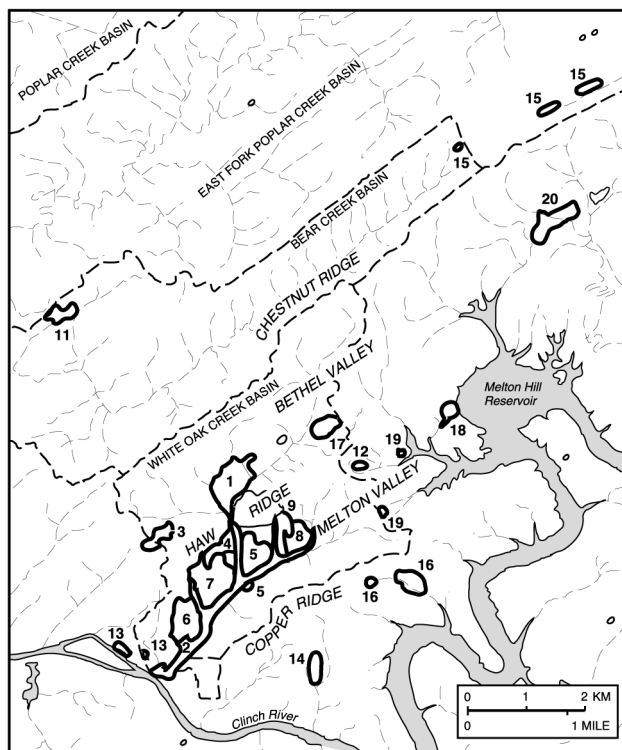 POPLAR CREEK BASIN
EAST FORK POPLAR CREEK BASIN
15
15
15
BEAR CREEK BASIN
20
CHESTNUT RIDGE
11
BETHEL VALLEY
Melton Hill
Reservoir
WHITE OAK CREEK BASIN
18
17
12
19
1
HAW RIDGE
MELTON VALLEY
9
19
3
4
5
8
7
5
16
16
COPPER RIDGE
6
13
13
2
14
Clinch River
0 1 2 KM
0 1 MILE